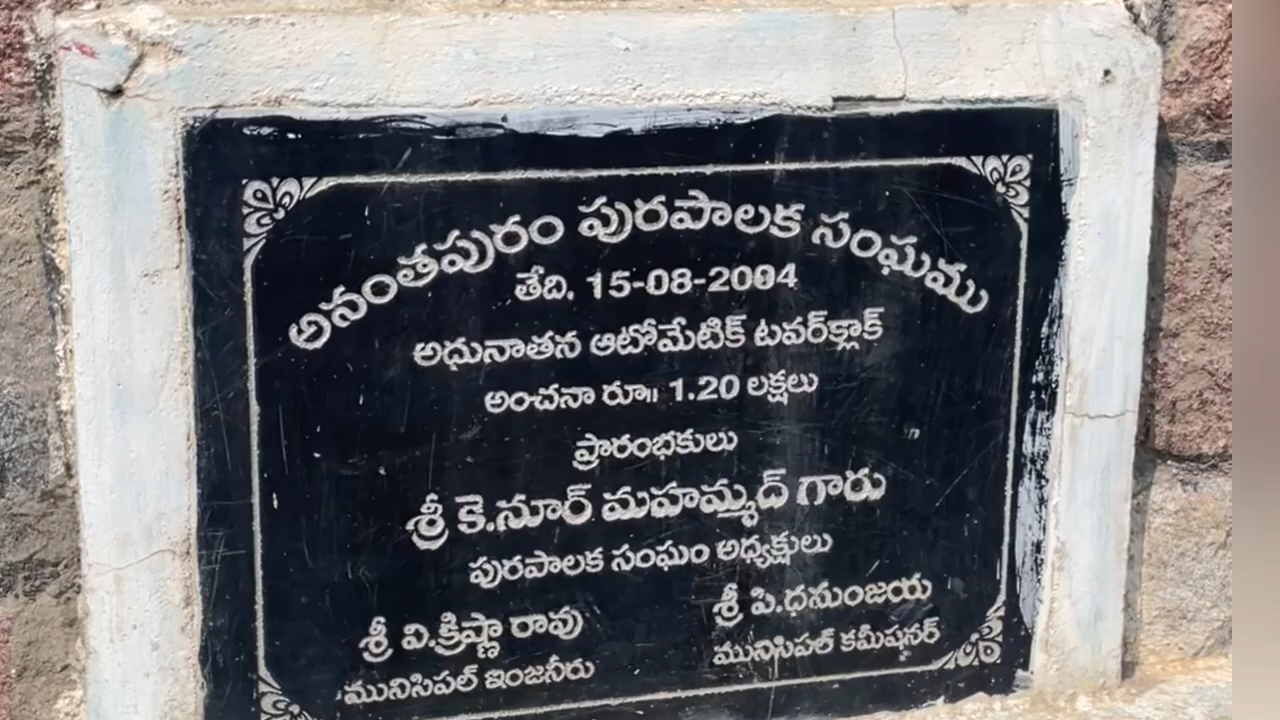 అనంతపురం పురపాలక సంఘము
తేది. 15-08-2004
అధునాతన ఆటోమేటిక్ టవర్‌క్లాక్
అంచనా రూ॥ 1.20 లక్షలు
ప్రారంభకులు
శ్రీ కె.నూర్ మహమ్మద్ గారు
పురపాలక సంఘం అధ్యక్షులు
శ్రీ వి.క్రిష్ణా రావు
మునిసిపల్ ఇంజనీరు
శ్రీ పి.ధనుంజయ
మునిసిపల్ కమీషనర్